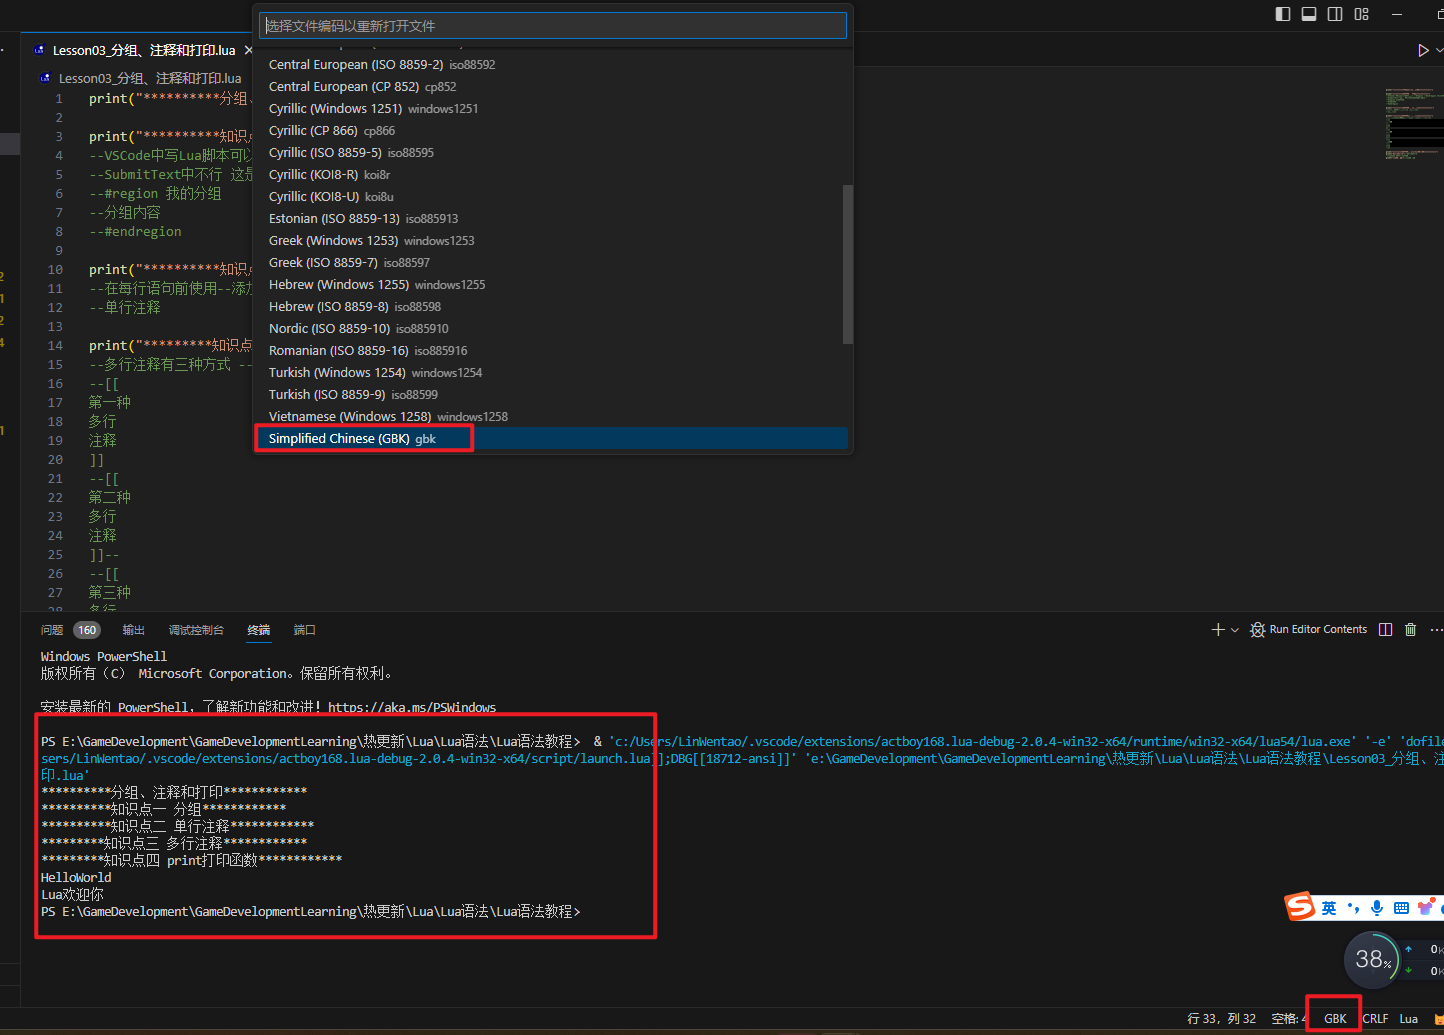 选择文件编码以重新打开文件
Lesson03_分组、注释和打印.lua
Central European (ISO 8859-2) iso88592
Lesson03_分组、注释和打印.lua
Central European (CP 852) cp852
1 print("**********分组、
Cyrillic (Windows 1251) windows1251
2
Cyrillic (CP 866) cp866
3 print("**********知识点
Cyrillic (ISO 8859-5) iso88595
4 --VSCode中写Lua脚本可以
Cyrillic (KOI8-R) koi8r
5 --SubmitText中不行 这是
Cyrillic (KOI8-U) koi8u
6 --#region 我的分组
Estonian (ISO 8859-13) iso885913
7 --分组内容
Greek (Windows 1253) windows1253
8 --#endregion
Greek (ISO 8859-7) iso88597
9
Hebrew (Windows 1255) windows1255
10 print("**********知识点
Hebrew (ISO 8859-8) iso88598
11 --在每行语句前使用--添加
Nordic (ISO 8859-10) iso885910
12 --单行注释
Romanian (ISO 8859-16) iso885916
13
Turkish (Windows 1254) windows1254
14 print("*********知识点
Turkish (ISO 8859-9) iso88599
15 --多行注释有三种方式 --
Vietnamese (Windows 1258) windows1258
16 --[[
Simplified Chinese (GBK) gbk
17 第一种
18 多行
19 注释
20 ]]
21 --[[
22 第二种
23 多行
24 注释
25 ]]--
26 --[[
27 第三种
28 多行
问题 160 输出 调试控制台 终端 端口 Run Editor Contents
Windows PowerShell
版权所有（C） Microsoft Corporation。保留所有权利。
安装最新的 PowerShell，了解新功能和改进！https://aka.ms/PSWindows
PS E:\GameDevelopment\GameDevelopmentLearning\热更新\Lua\Lua语法\Lua语法教程> & 'c:/Users/LinWentao/.vscode/extensions/actboy168.lua-debug-2.0.4-win32-x64/runtime/win32-x64/lua54/lua.exe' '-e' 'dofile
sers/LinWentao/.vscode/extensions/actboy168.lua-debug-2.0.4-win32-x64/script/launch.lua]];DBG[[18712-ansi]]' 'e:\GameDevelopment\GameDevelopmentLearning\热更新\Lua\Lua语法\Lua语法教程\Lesson03_分组、注
印.lua'
**********分组、注释和打印************
**********知识点一 分组************
**********知识点二 单行注释************
*********知识点三 多行注释************
*********知识点四 print打印函数************
HelloWorld
Lua欢迎你
PS E:\GameDevelopment\GameDevelopmentLearning\热更新\Lua\Lua语法\Lua语法教程>
英
38%
0K
0K
行 33，列 32 空格: 4 GBK CRLF Lua